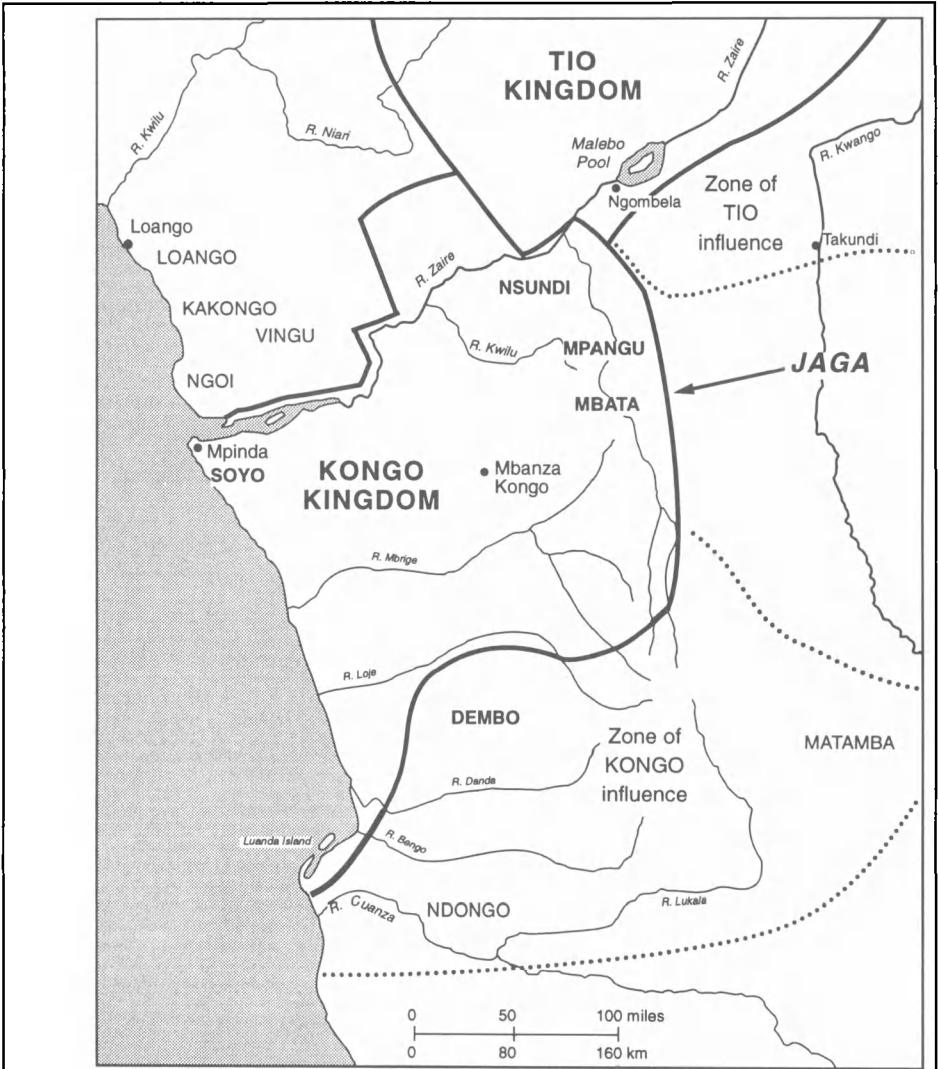 TIO
KINGDOM
R. Zaire
R. Kwilu
R. Niari
Malebo
Pool
R. Kwango
Ngombela
Zone of
TIO
influence
Loango
LOANGO
Takundi
R. Zaire
NSUNDI
KAKONGO
VINGU
R. Kwilu
MPANGU
JAGA
NGOI
MBATA
Mpinda
SOYO
KONGO
KINGDOM
Mbanza
Kongo
R. Mbrige
R. Loje
DEMBO
Zone of
KONGO
influence
MATAMBA
R. Danda
Luanda Island
R. Bengo
R. Cuanza
NDONGO
R. Lukala
0 50 100 miles
0 80 160 km